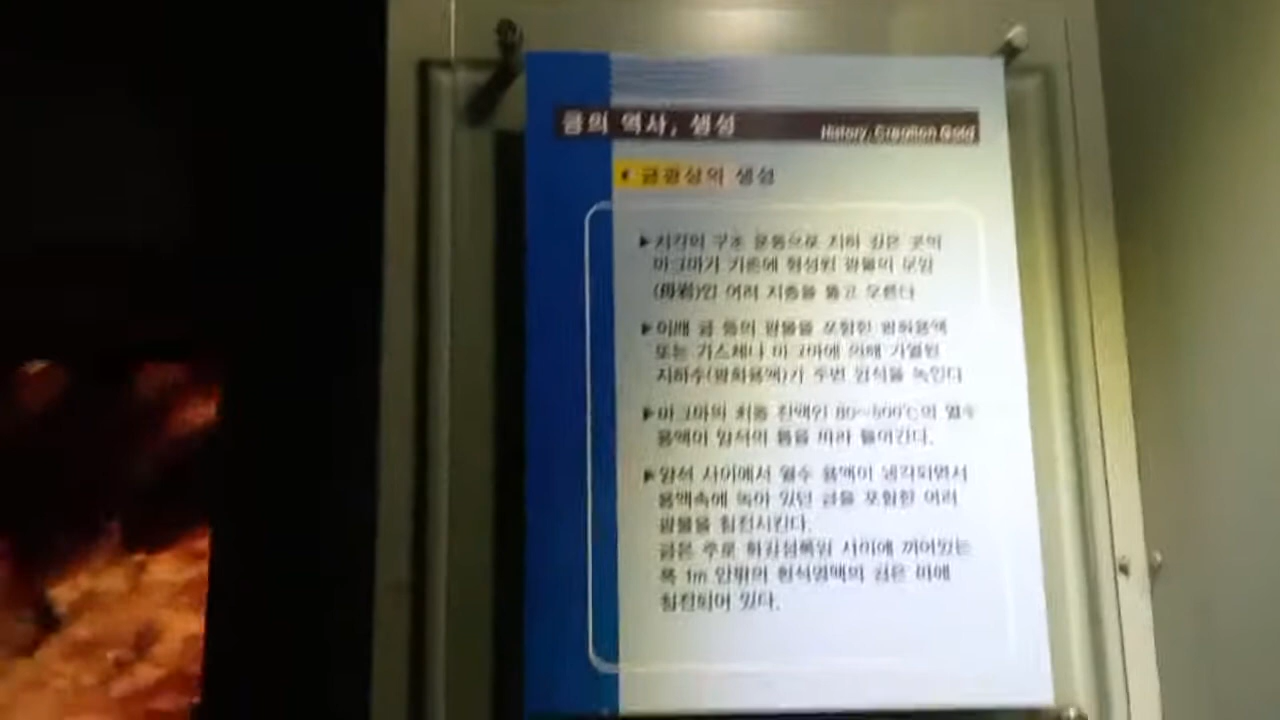 금의 역사, 생성
History, Creation Gold
금광상의 생성
▶지각의 구조 운동으로 지하 깊은 곳의
마그마가 기존에 형성된 광물의 모암
(母岩)인 여러 지층을 뚫고 오른다
▶이때 금 등의 광물을 포함한 광화용액
또는 가스체나 마그마에 의해 가열된
지하수(광화용액)가 주변 암석을 녹인다
▶마그마의 최종 잔액인 80~500℃의 열수
용액이 암석의 틈을 따라 들어간다.
▶암석 사이에서 열수 용액이 냉각되면서
용액속에 녹아 있던 금을 포함한 여러
광물을 침전시킨다.
금은 주로 화강섬록암 사이에 끼어있는
폭 1m 안팎의 석영맥의 검은
침전되어 있다.